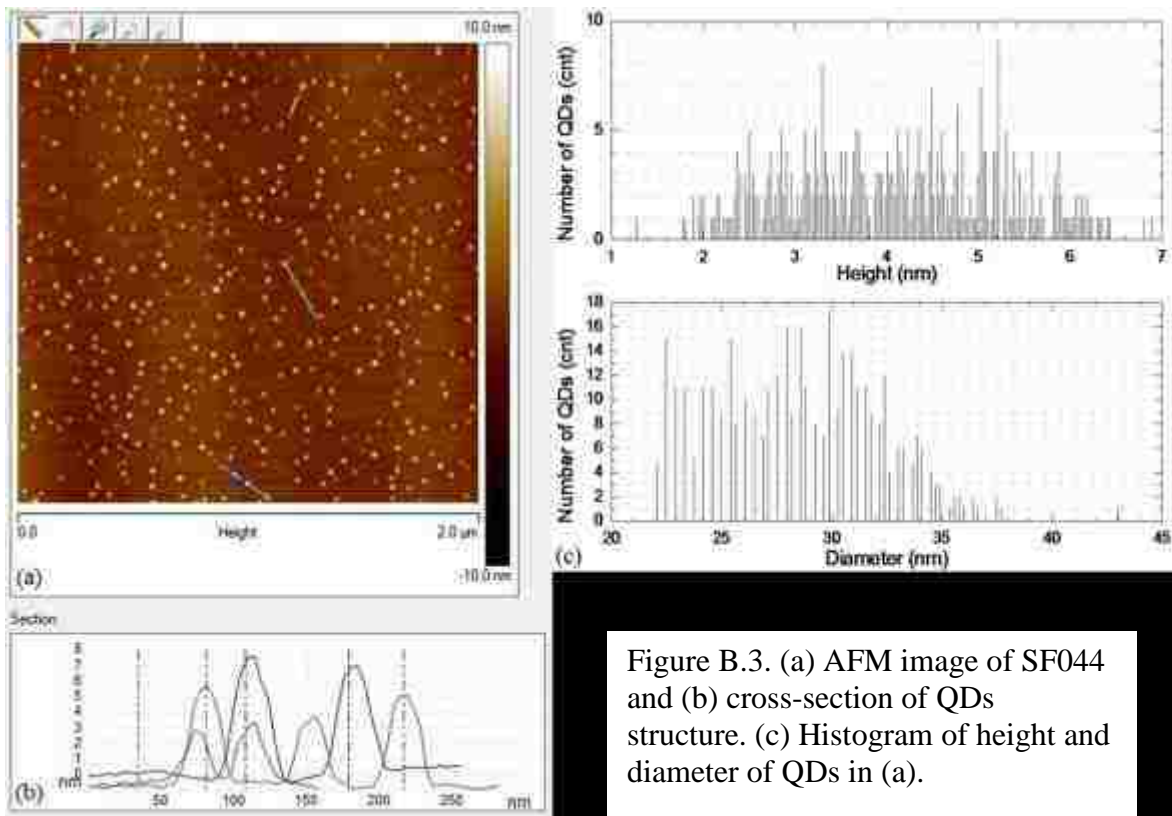 10.0 nm
0.0
Height
2.0 µm
-10.0 nm
(a)
Section
nm
50
100
150
200
250
nm
(b)
Number of QDs (cnt)
10
5
0
1
2
3
4
5
6
7
Height (nm)
Number of QDs (cnt)
18
16
14
12
10
8
6
4
2
0
20
25
30
35
40
45
Diameter (nm)
(c)
Figure B.3. (a) AFM image of SF044
and (b) cross-section of QDs
structure. (c) Histogram of height and
diameter of QDs in (a).